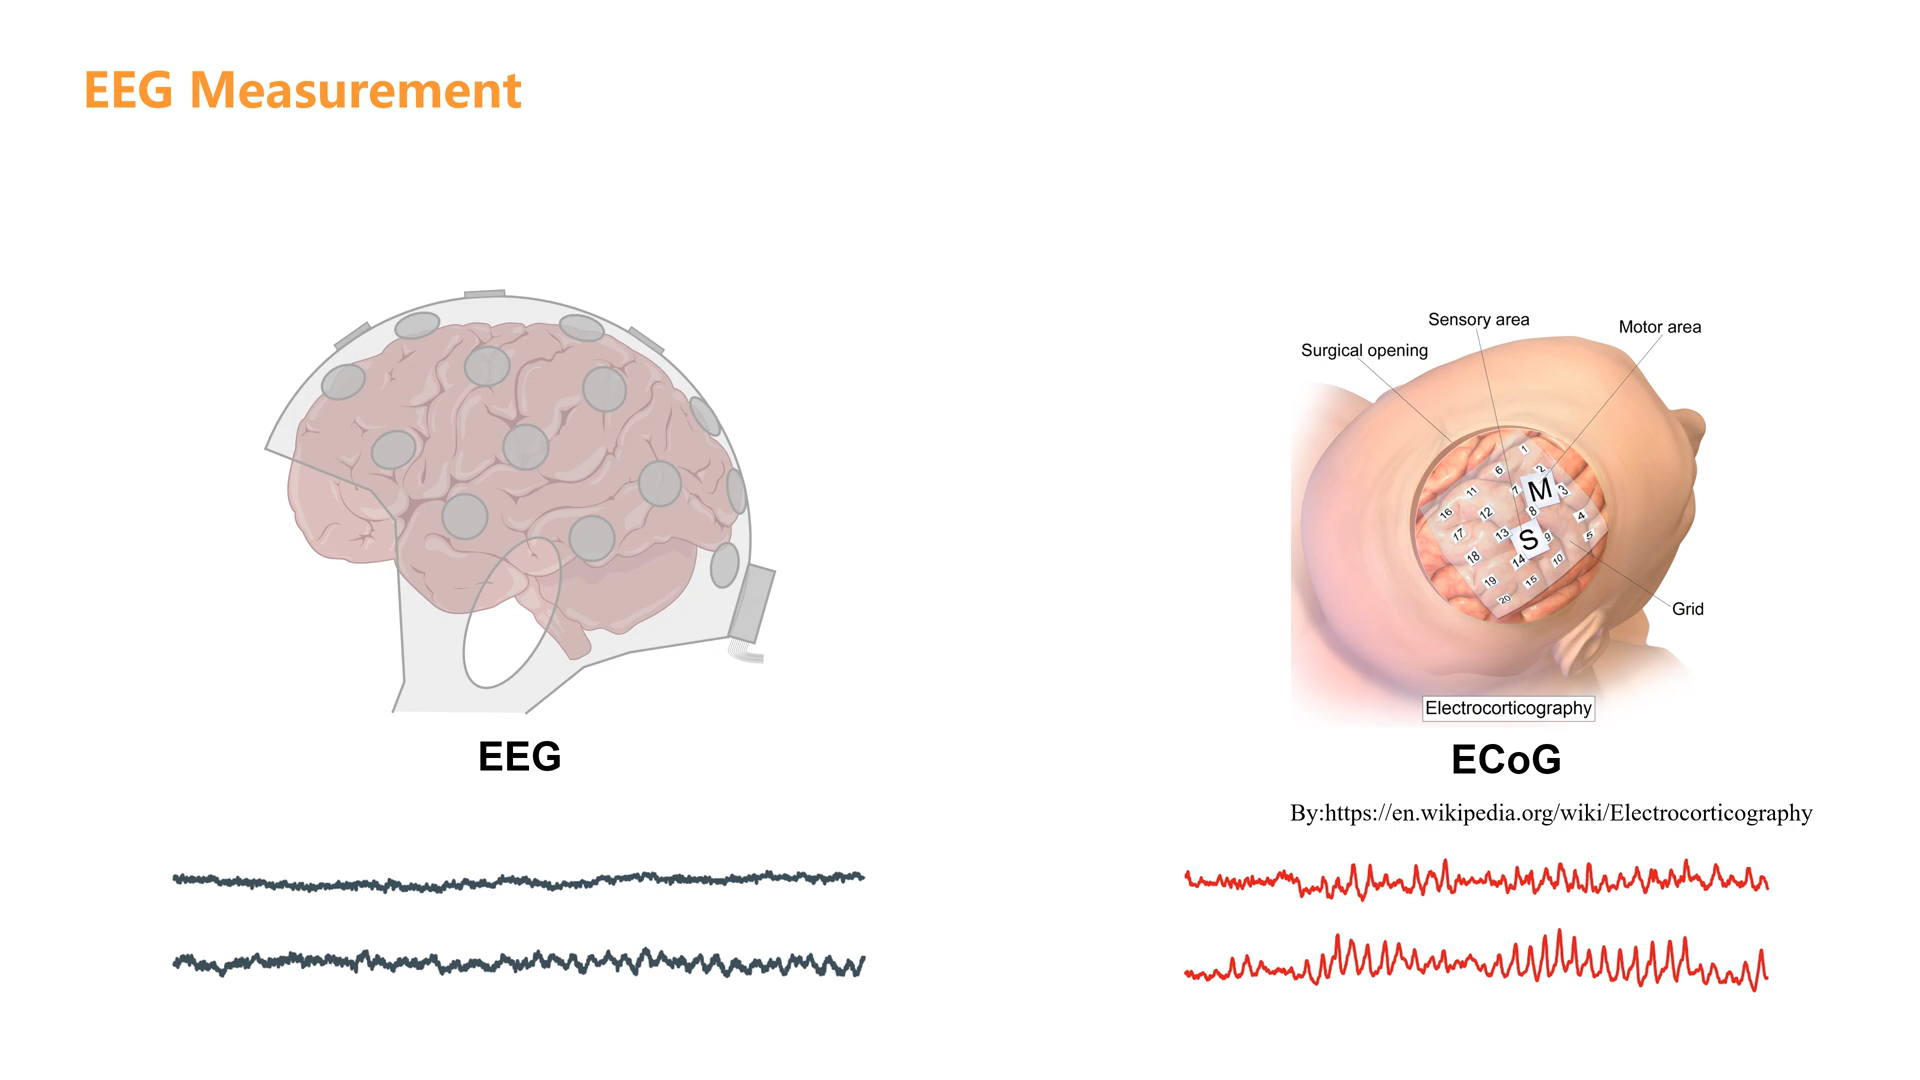 EEG Measurement
Sensory area
Motor area
Surgical opening
1
6
2
11
7
M
3
16
12
8
4
17
13
S
9
5
18
14
10
19
15
20
Grid
Electrocorticography
EEG
ECoG
By:https://en.wikipedia.org/wiki/Electrocorticography